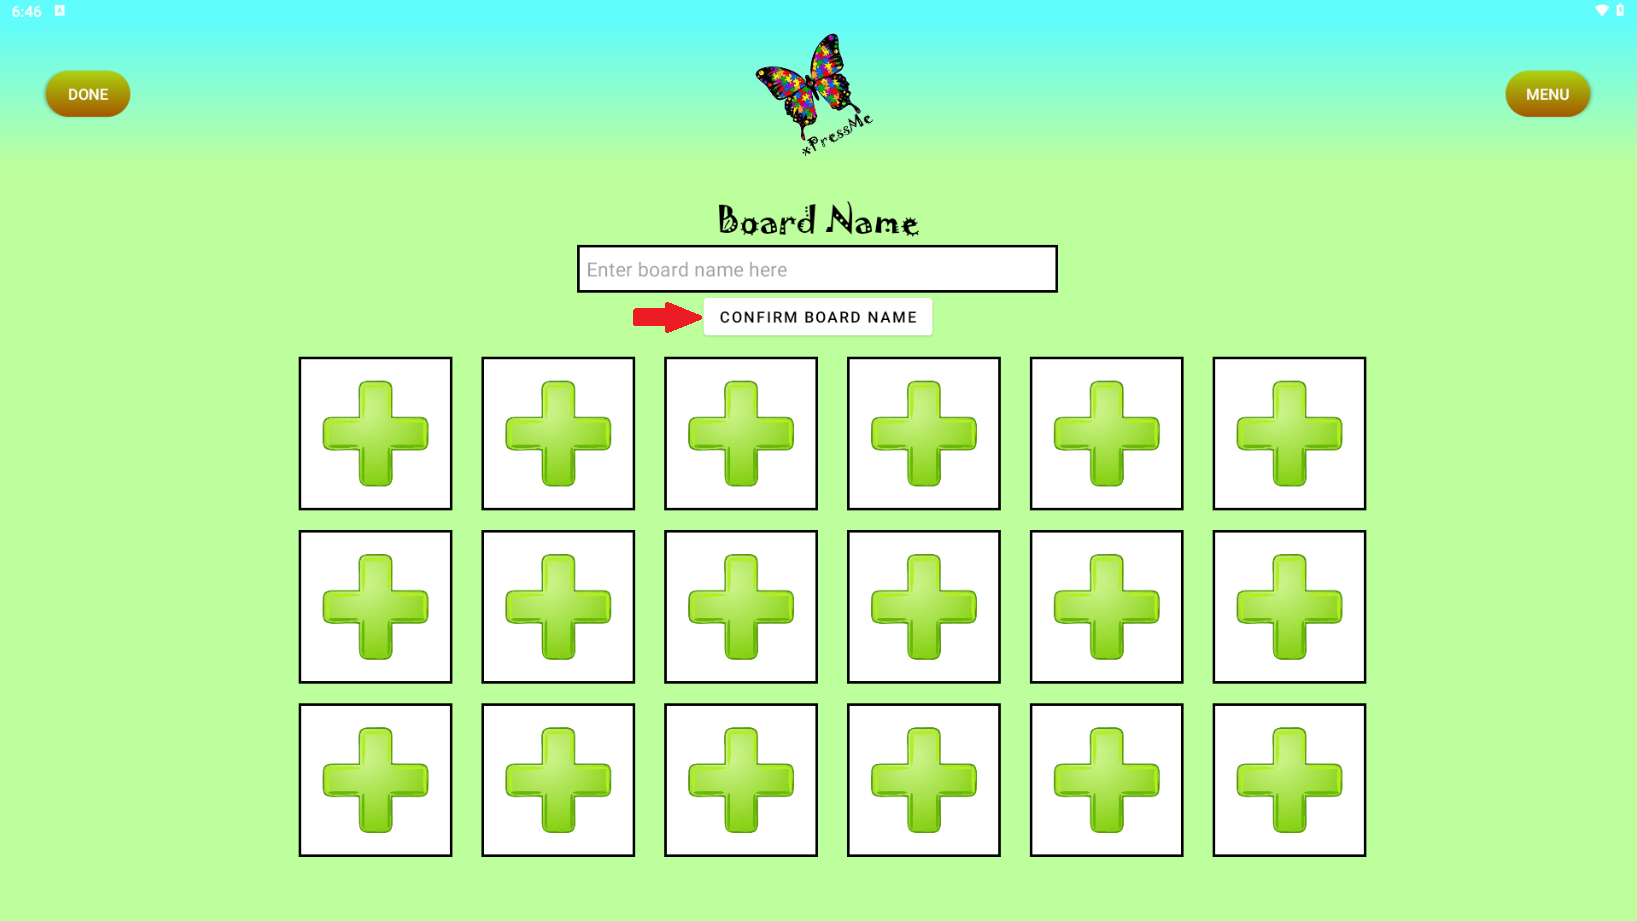 6:46
DONE
MENU
*PressMe
Board Name
Enter board name here
CONFIRM BOARD NAME